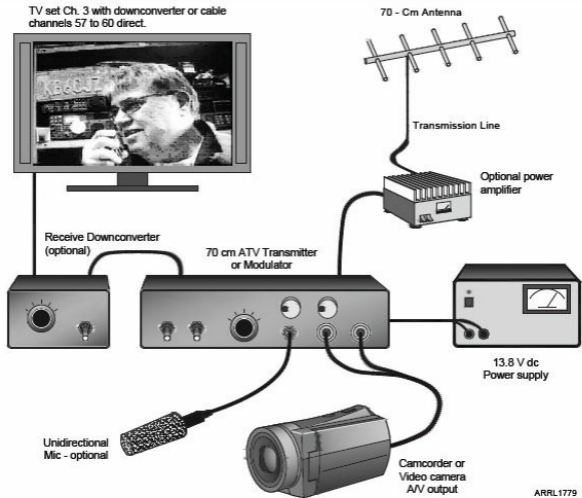 TV set Ch. 3 with downconverter or cable
channels 57 to 60 direct.
70 - Cm Antenna
KB6OJZ
Transmission Line
Optional power
amplifier
Receive Downconverter
(optional)
70 cm ATV Transmitter
or Modulator
13.8 V dc
Power supply
Unidirectional
Mic - optional
Camcorder or
Video camera
A/V output
ARRL1779